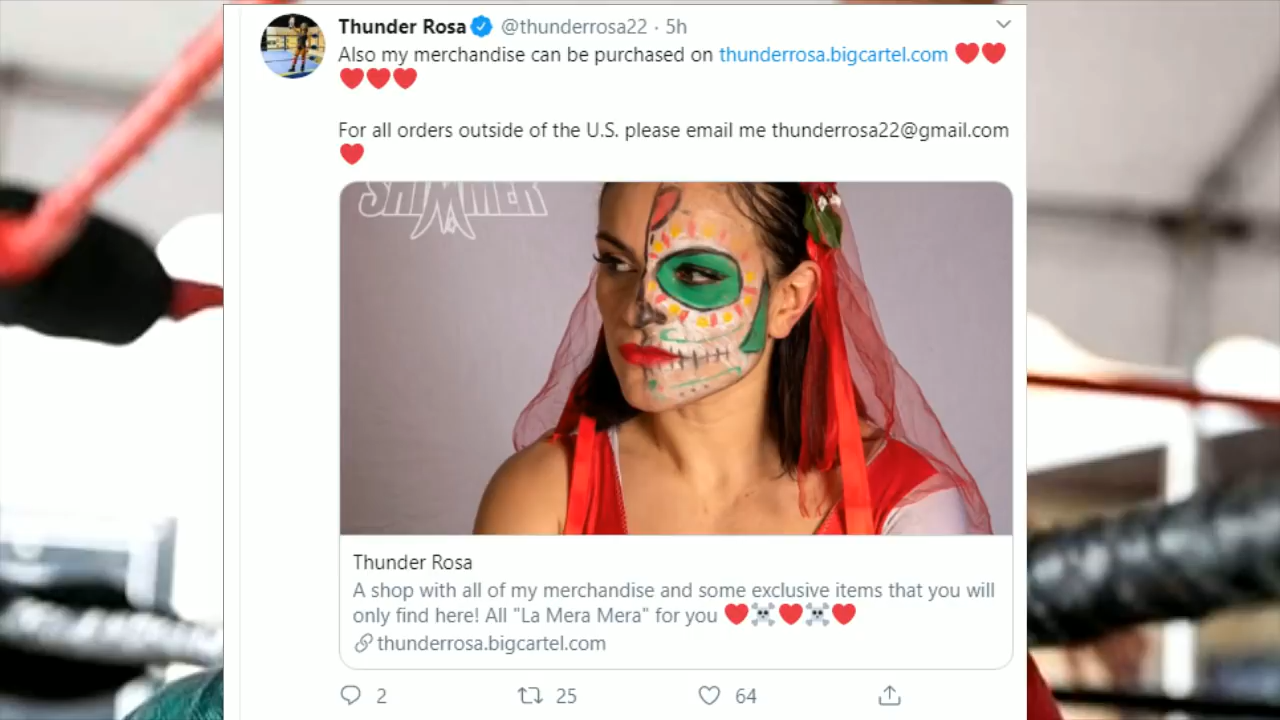 Thunder Rosa @thunderrosa22 · 5h
Also my merchandise can be purchased on thunderrosa.bigcartel.com ❤️❤️
❤️❤️❤️
For all orders outside of the U.S. please email me thunderrosa22@gmail.com
❤️
SHIMMER
Thunder Rosa
A shop with all of my merchandise and some exclusive items that you will
only find here! All "La Mera Mera" for you ❤️☠️❤️☠️❤️
thunderrosa.bigcartel.com
2 25 64